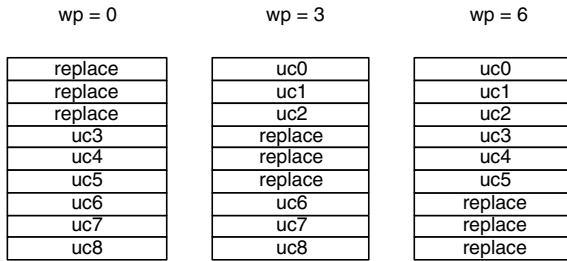 wp = 0 wp = 3 wp = 6
replace uc0 uc0
replace uc1 uc1
replace uc2 uc2
uc3 replace uc3
uc4 replace uc4
uc5 replace uc5
uc6 uc6 replace
uc7 uc7 replace
uc8 uc8 replace